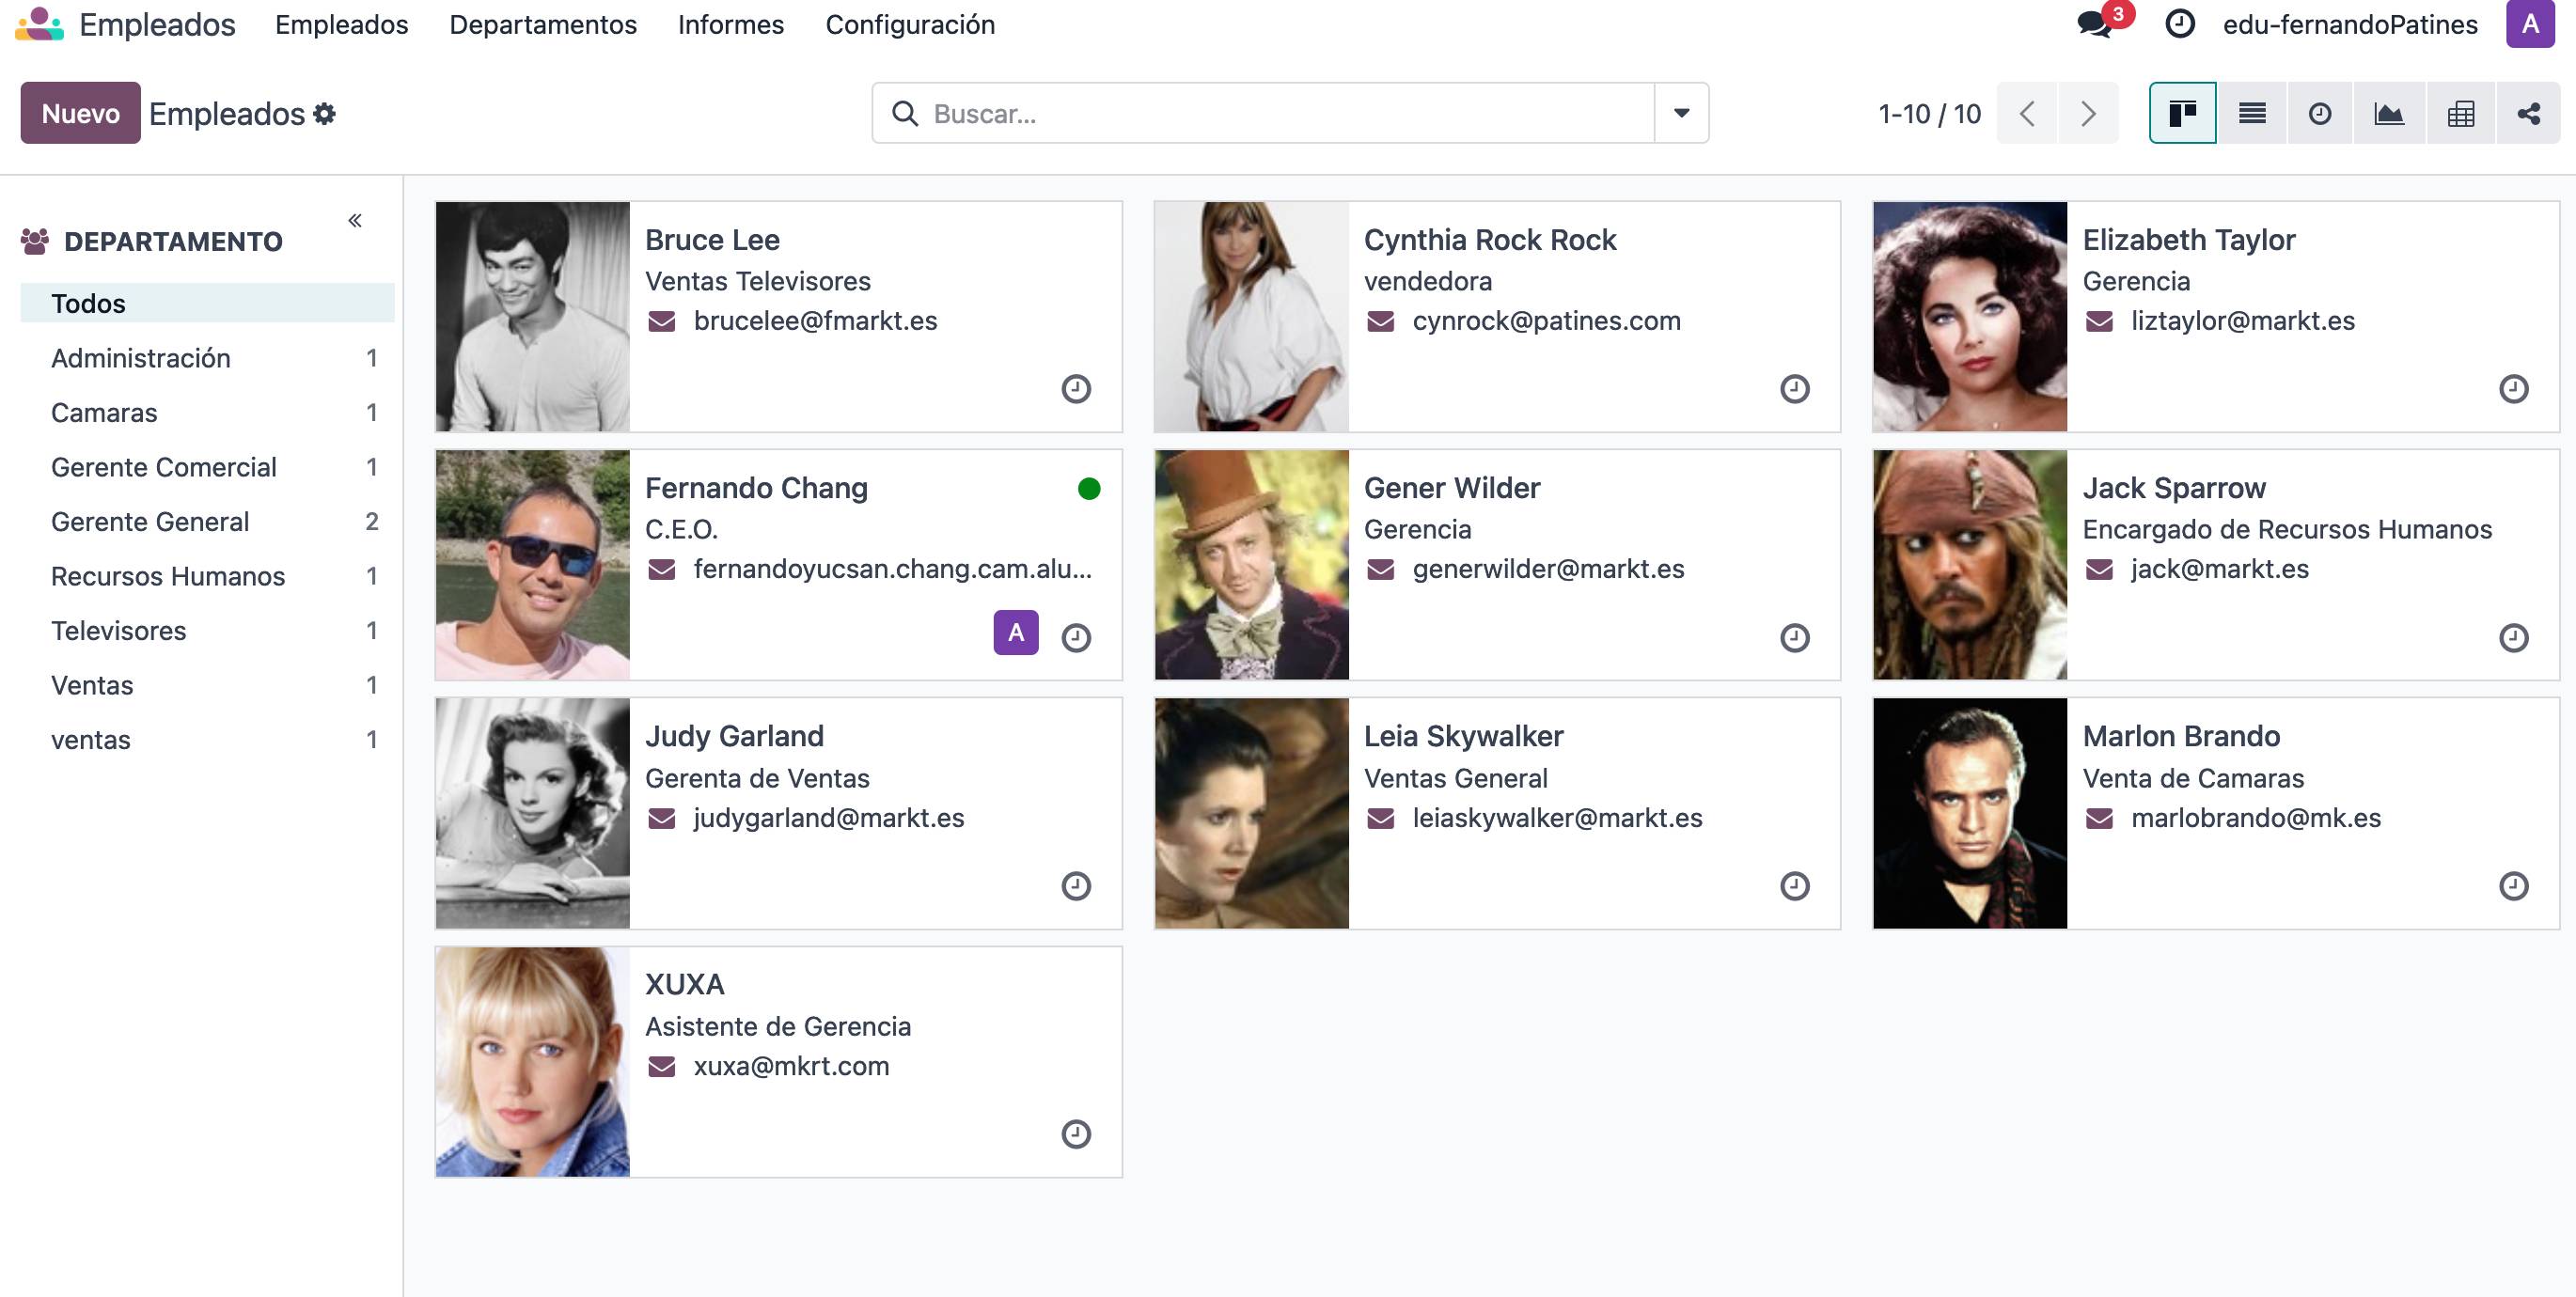 Empleados Empleados Departamentos Informes Configuración 3 edu-fernandoPatines A
Nuevo Empleados Buscar... 1-10 / 10
DEPARTAMENTO
Todos
Administración 1
Camaras 1
Gerente Comercial 1
Gerente General 2
Recursos Humanos 1
Televisores 1
Ventas 1
ventas 1
Bruce Lee
Ventas Televisores
brucelee@fmarkt.es
Cynthia Rock Rock
vendedora
cynrock@patines.com
Elizabeth Taylor
Gerencia
liztaylor@markt.es
Fernando Chang
C.E.O.
fernandoyucsan.chang.cam.alu...
A
Gener Wilder
Gerencia
generwilder@markt.es
Jack Sparrow
Encargado de Recursos Humanos
jack@markt.es
Judy Garland
Gerenta de Ventas
judygarland@markt.es
Leia Skywalker
Ventas General
leiaskywalker@markt.es
Marlon Brando
Venta de Camaras
marlobrando@mk.es
XUXA
Asistente de Gerencia
xuxa@mkrt.com